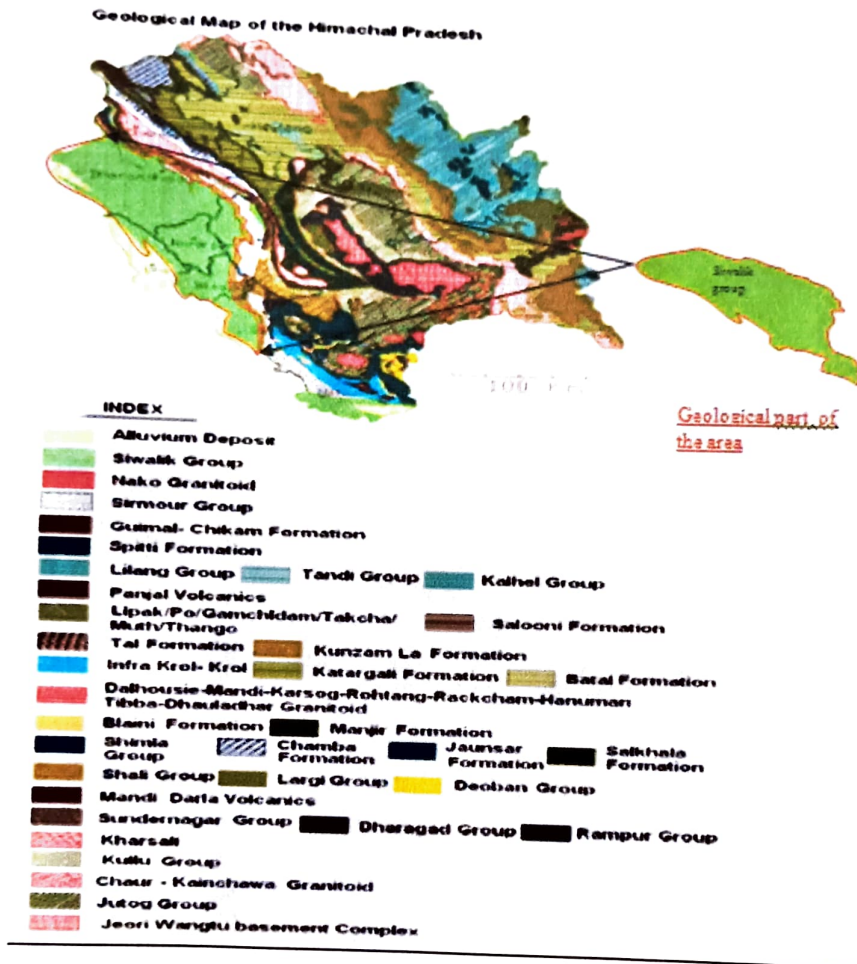 Geological Map of the Himachal Pradesh
Siwalik
group
Geological part of
the area
INDEX
Alluvium Deposit
Siwalik Group
Nako Granitoid
Sirmour Group
Guimal- Chikam Formation
Spitti Formation
Lilang Group Tandi Group Kalhel Group
Panjal Volcanics
Lipak/Po/Gamchidam/Takcha/
Muth/Thango Salooni Formation
Tal Formation Kunzam La Formation
Infra Krol- Krol Katargali Formation Batal Formation
Dalhousie-Mandi-Karsog-Rohtang-Rackcham-Hanuman
Tibba-Dhauladhar Granitoid
Blaini Formation Manjir Formation
Shimla
Group Chamba
Formation Jaunsar
Formation Salkhala
Formation
Shali Group Largi Group Deoban Group
Mandi Darla Volcanics
Sundernagar Group Dharagad Group Rampur Group
Kharsali
Kullu Group
Chaur - Kainchawa Granitoid
Jutog Group
Jeori Wangtu basement Complex